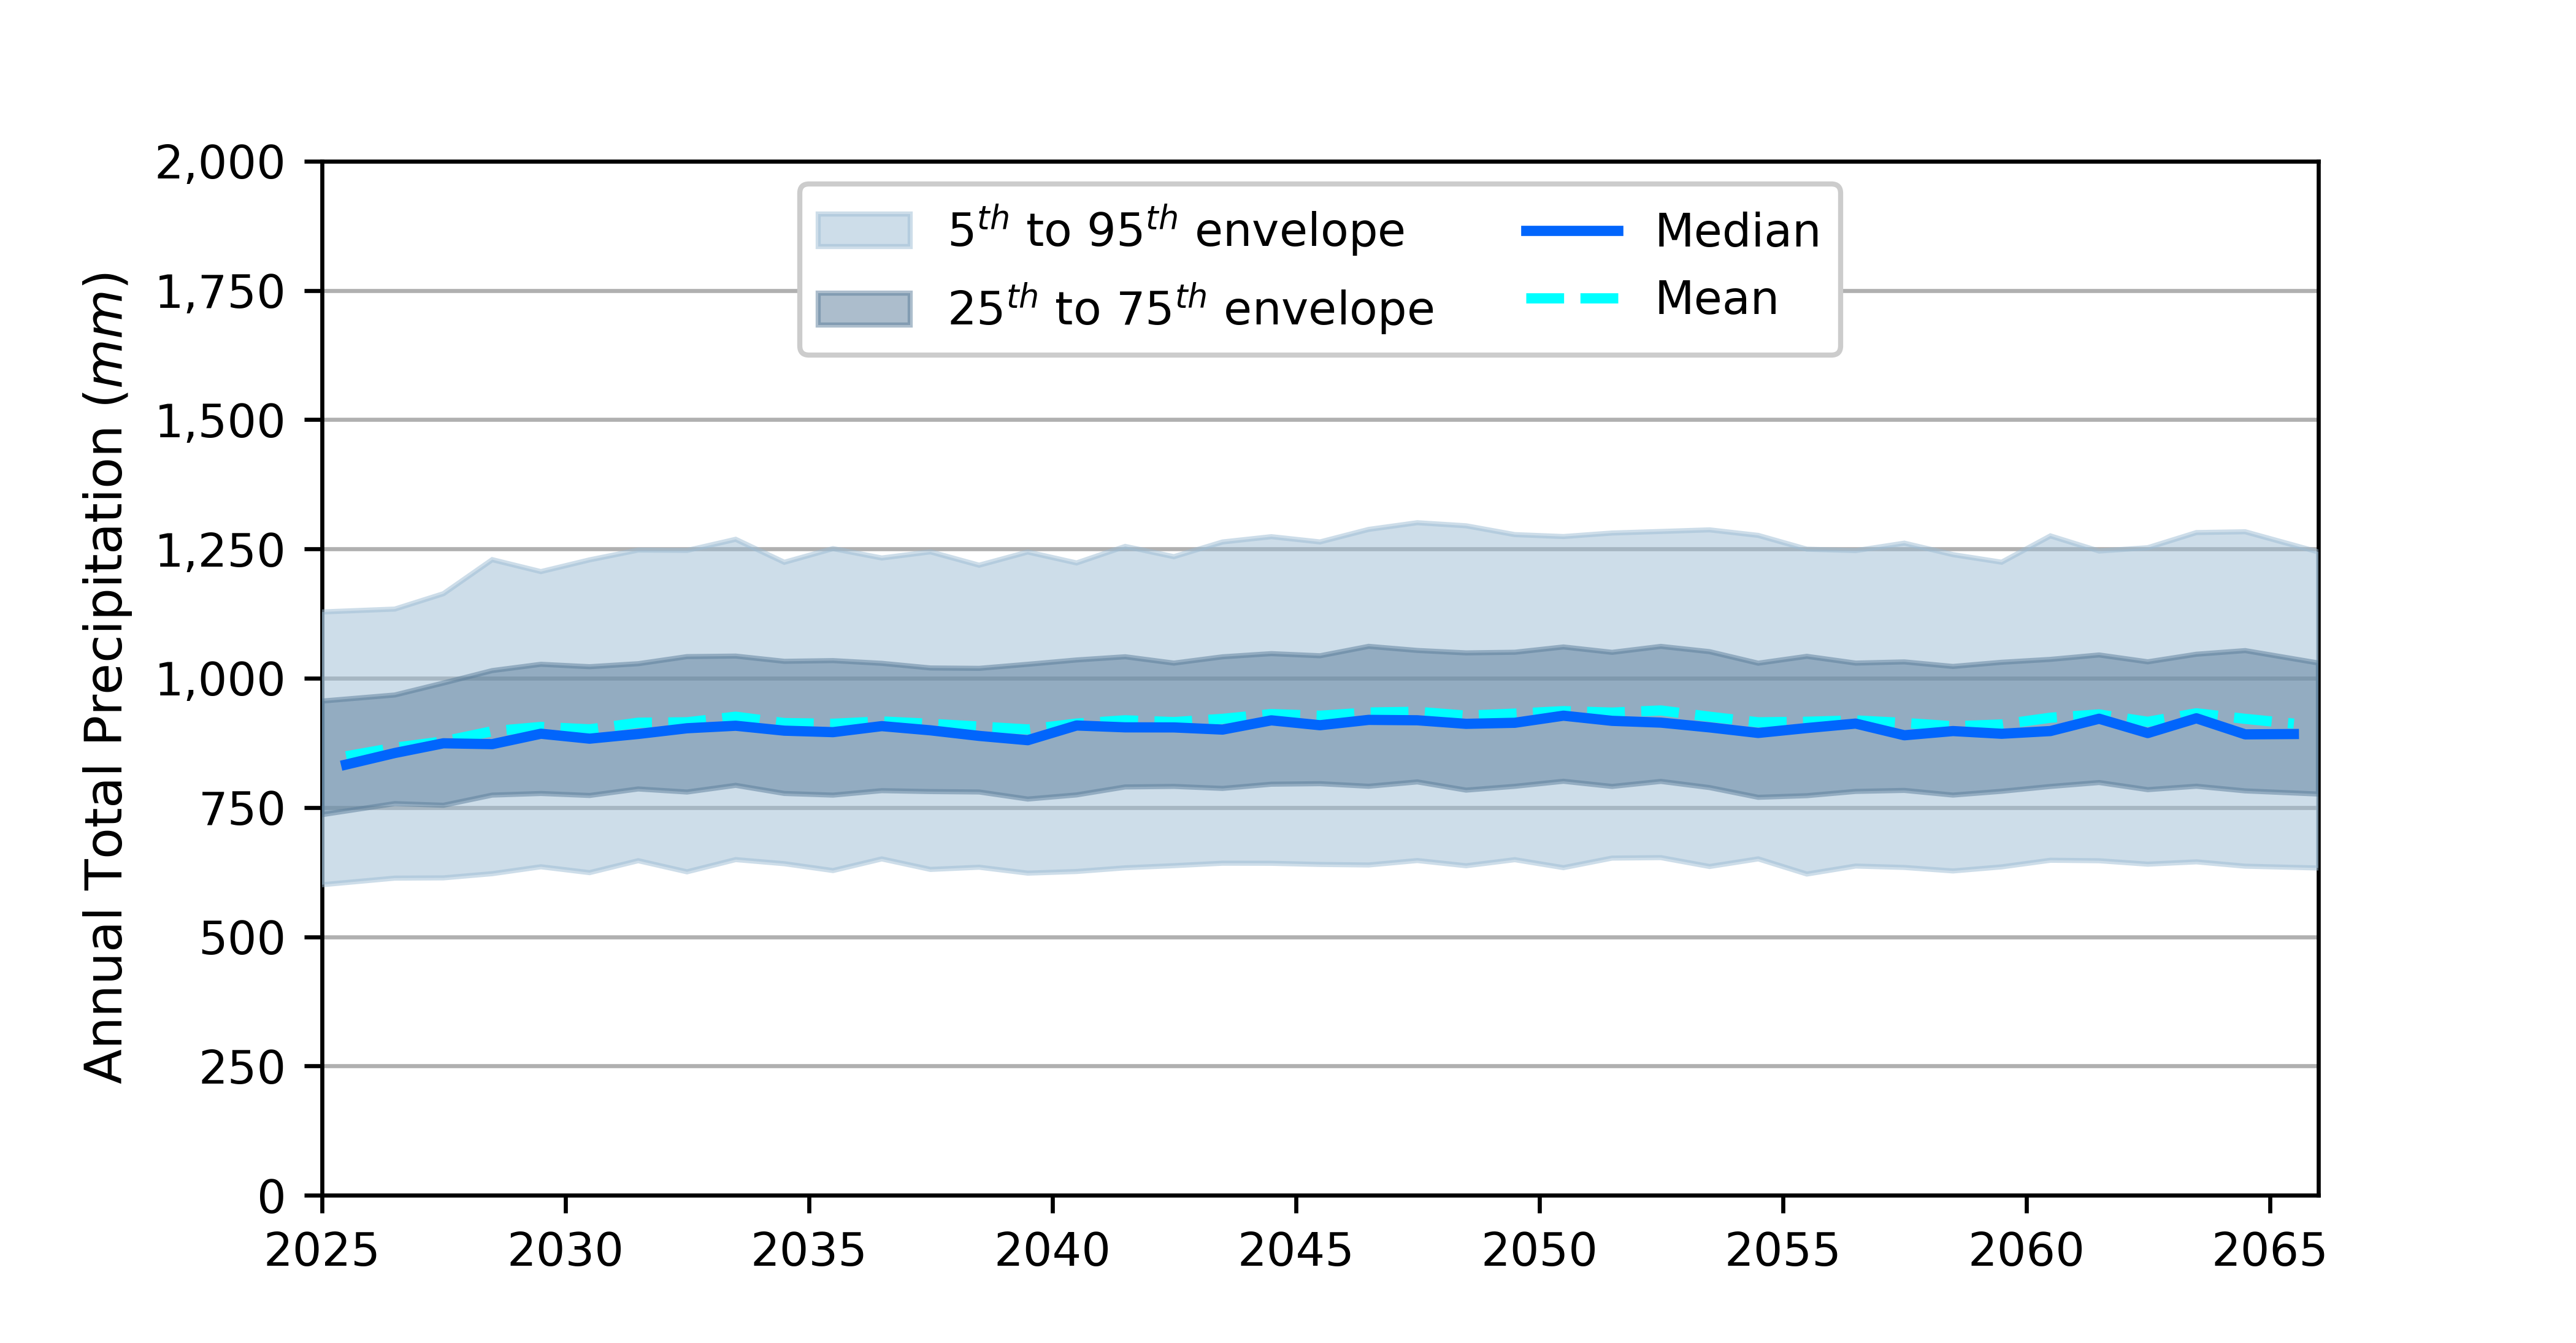 2,000
1,750
1,500
1,250
1,000
750
500
250
0
Annual Total Precipitation (mm)
5th to 95th envelope
25th to 75th envelope
Median
Mean
2025 2030 2035 2040 2045 2050 2055 2060 2065